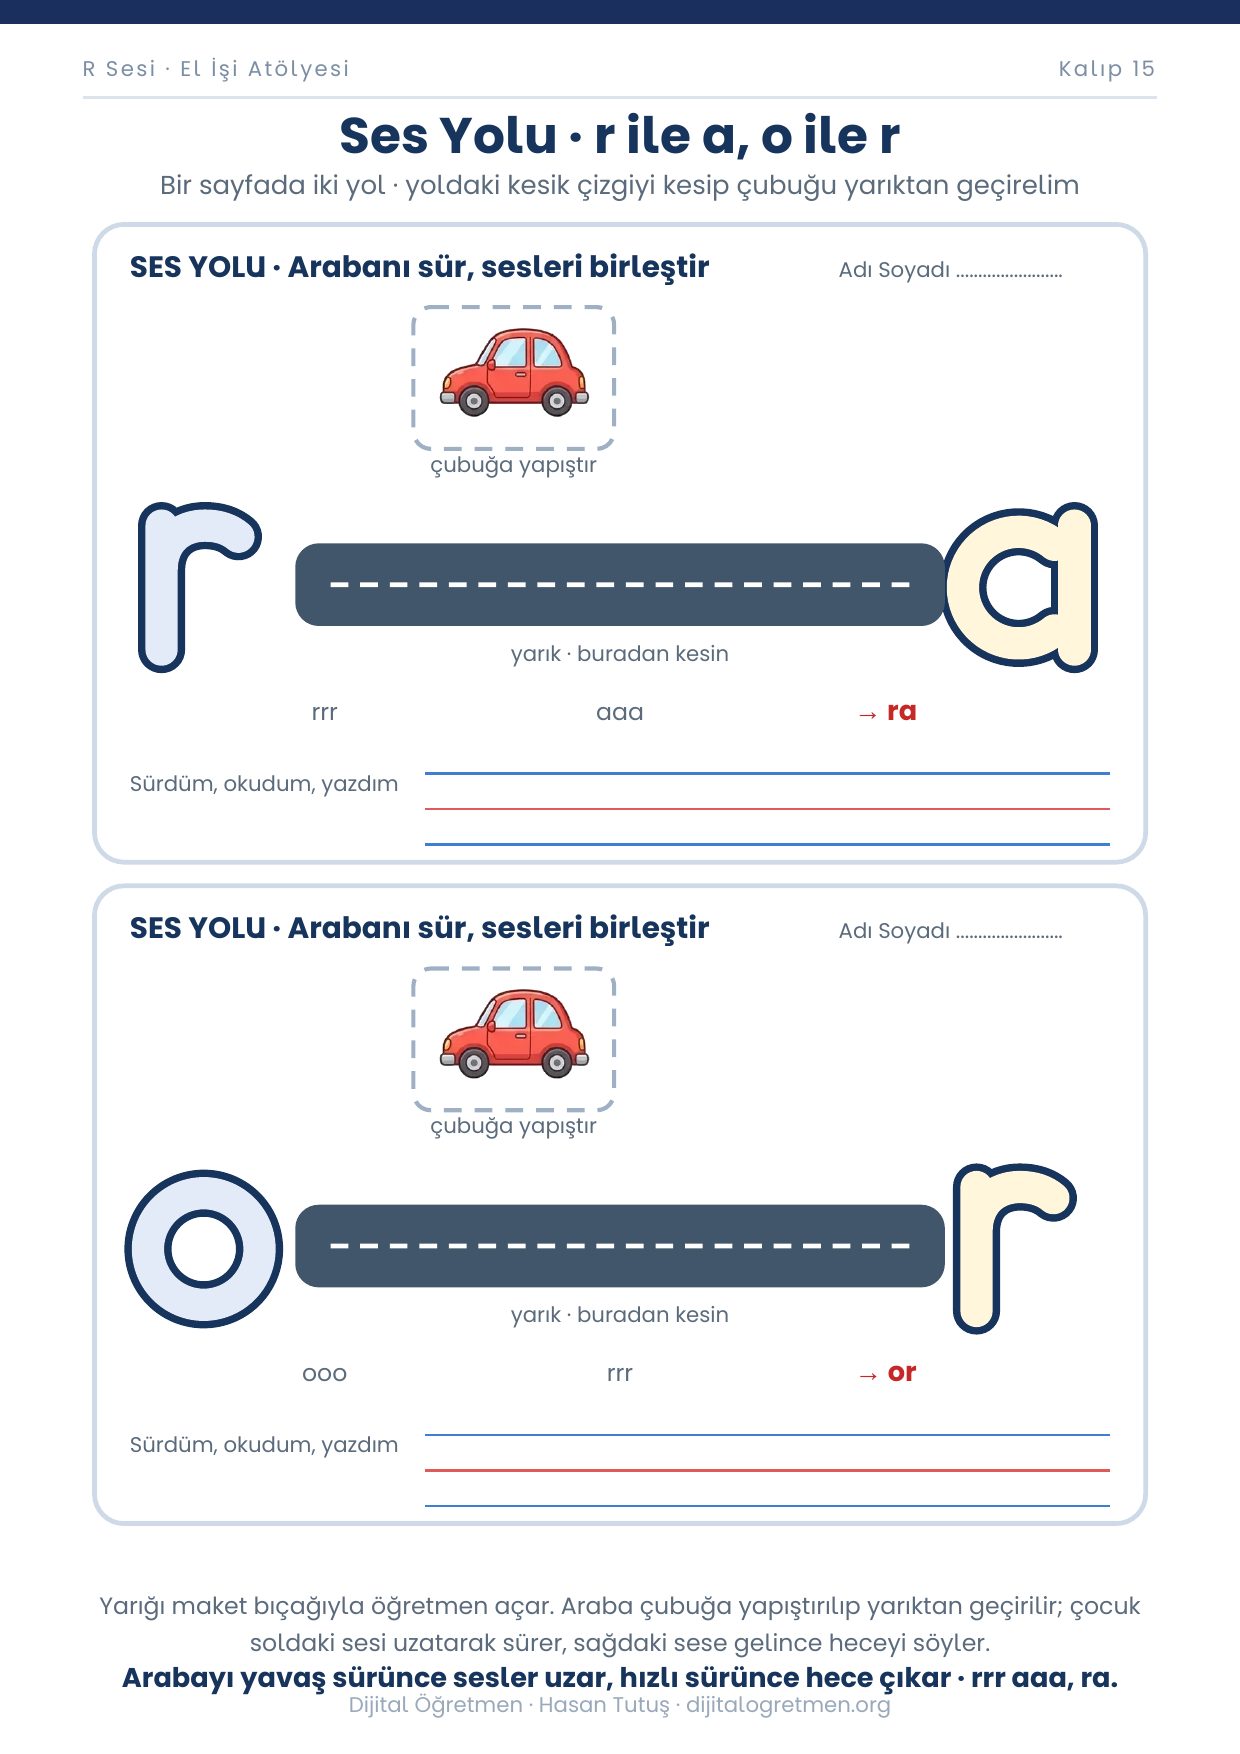 R Sesi · El İşi Atölyesi
Kalıp 15
Ses Yolu · r ile a, o ile r
Bir sayfada iki yol · yoldaki kesik çizgiyi kesip çubuğu yarıktan geçirelim
SES YOLU · Arabanı sür, sesleri birleştir
Adı Soyadı ........................
çubuğa yapıştır
r
a
yarık · buradan kesin
rrr
aaa
→ ra
Sürdüm, okudum, yazdım
SES YOLU · Arabanı sür, sesleri birleştir
Adı Soyadı ........................
çubuğa yapıştır
o
r
yarık · buradan kesin
ooo
rrr
→ or
Sürdüm, okudum, yazdım
Yarığı maket bıçağıyla öğretmen açar. Araba çubuğa yapıştırılıp yarıktan geçirilir; çocuk
soldaki sesi uzatarak sürer, sağdaki sese gelince heceyi söyler.
Arabayı yavaş sürünce sesler uzar, hızlı sürünce hece çıkar · rrr aaa, ra.
Dijital Öğretmen · Hasan Tutuş · dijitalogretmen.org